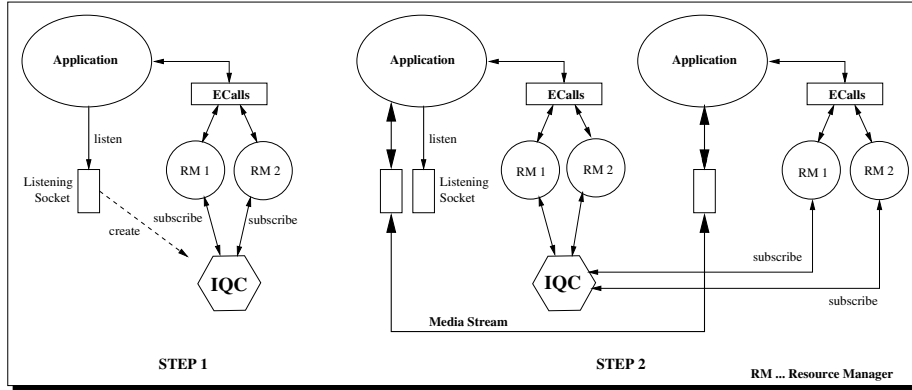 Application
ECalls
listen
RM 1
RM 2
Listening
Socket
subscribe
subscribe
create
IQC
STEP 1
Application
ECalls
RM 1
RM 2
Listening
Socket
IQC
Media Stream
Application
ECalls
listen
RM 1
RM 2
subscribe
subscribe
STEP 2
RM ... Resource Manager